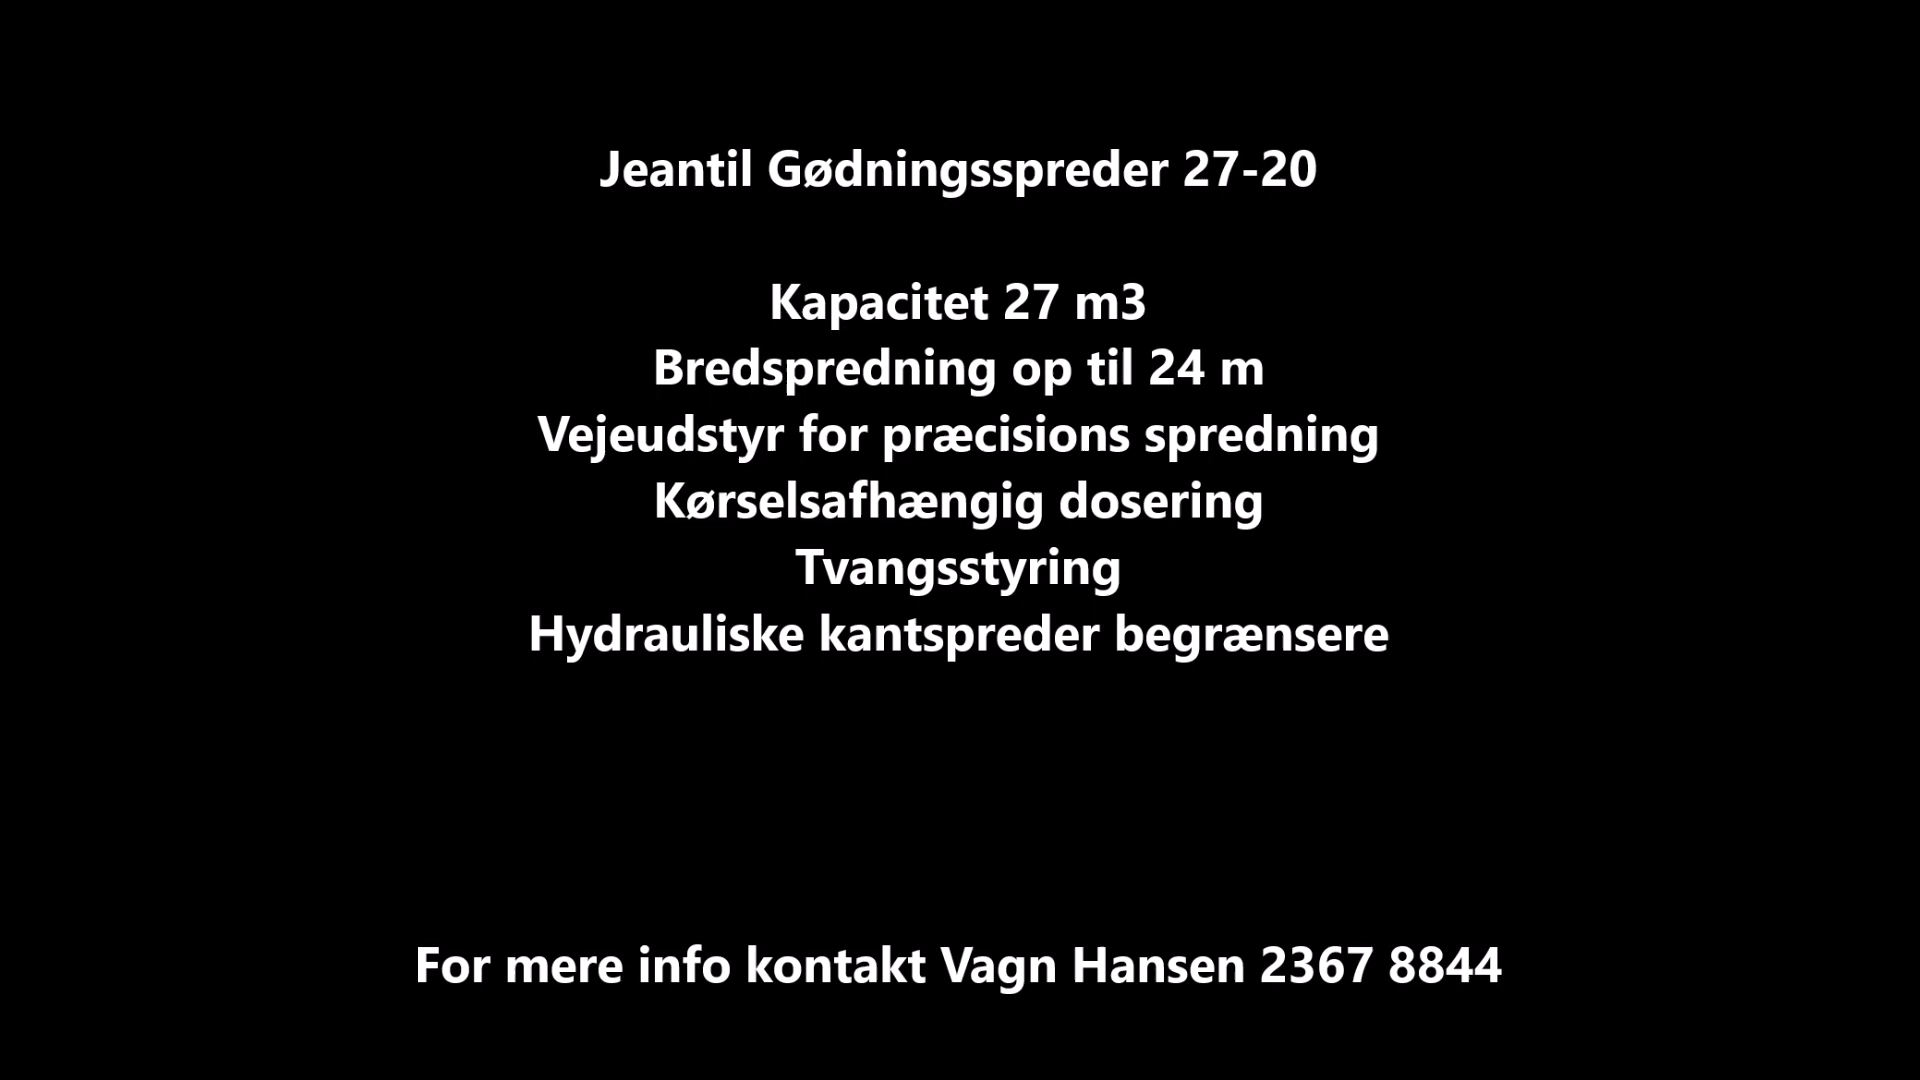 Jeantil Gødningsspreder 27-20
Kapacitet 27 m3
Bredspredning op til 24 m
Vejeudstyr for præcisions spredning
Kørselsafhængig dosering
Tvangsstyring
Hydrauliske kantspreder begrænsere
For mere info kontakt Vagn Hansen 2367 8844